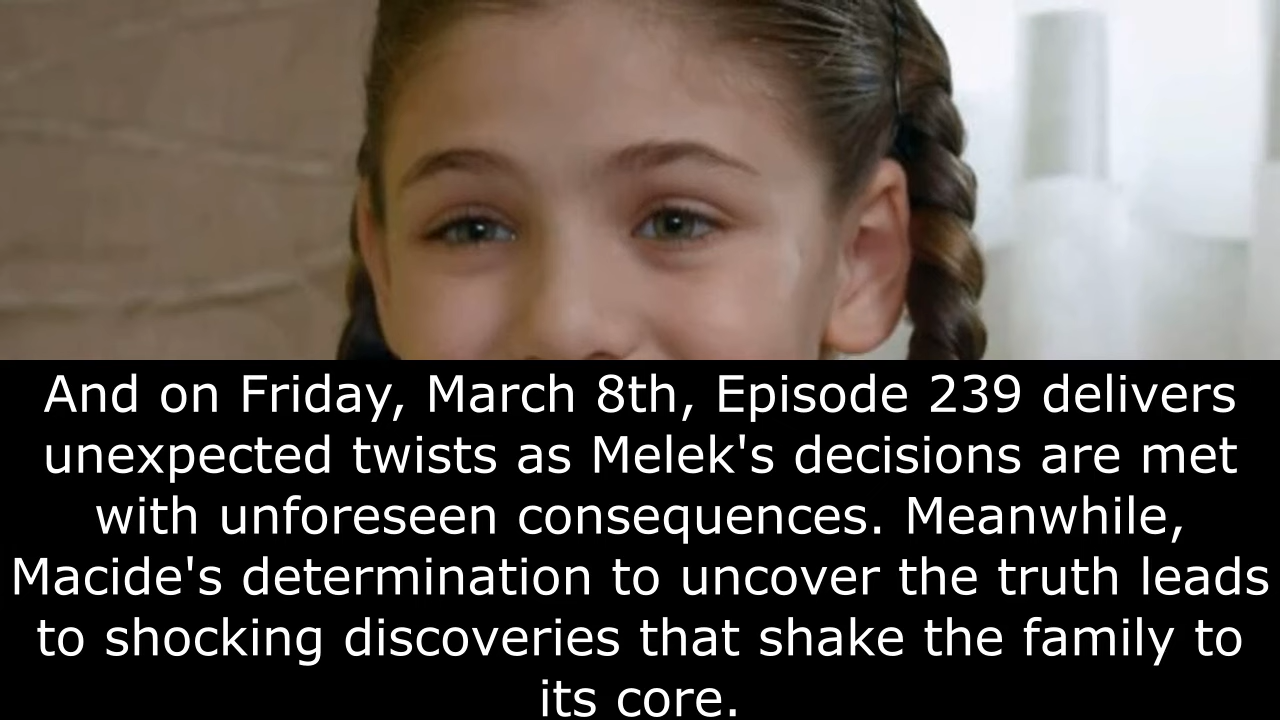 And on Friday, March 8th, Episode 239 delivers
unexpected twists as Melek's decisions are met
with unforeseen consequences. Meanwhile,
Macide's determination to uncover the truth leads
to shocking discoveries that shake the family to
its core.